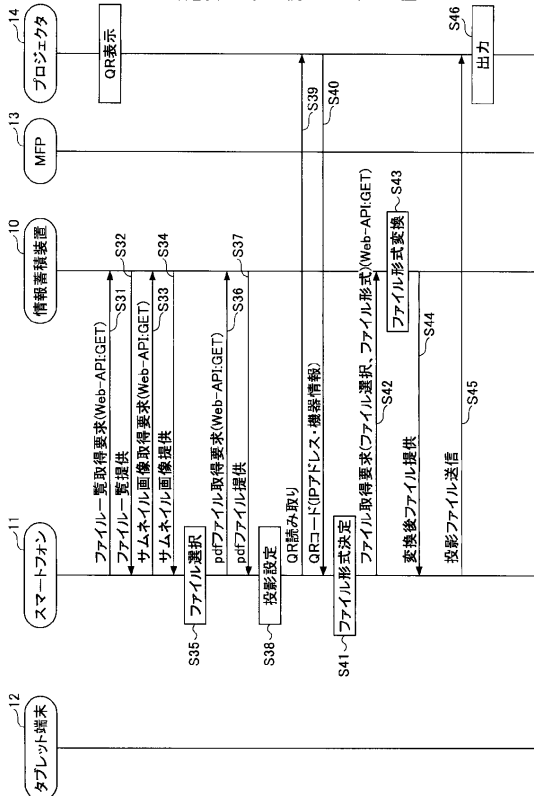 タブレット端末
12
スマートフォン
11
情報蓄積装置
10
MFP
13
プロジェクタ
14
QR表示
ファイル一覧取得要求(Web-API:GET)
S31
ファイル一覧提供
S32
サムネイル画像取得要求(Web-API:GET)
S33
サムネイル画像提供
S34
ファイル選択
S35
pdfファイル取得要求(Web-API:GET)
S36
pdfファイル提供
S37
投影設定
S38
QR読み取り
S39
QRコード(IPアドレス・機器情報)
S40
ファイル形式決定
S41
ファイル取得要求(ファイル選択、ファイル形式)(Web-API:GET)
S42
ファイル形式変換
S43
変換後ファイル提供
S44
投影ファイル送信
S45
出力
S46